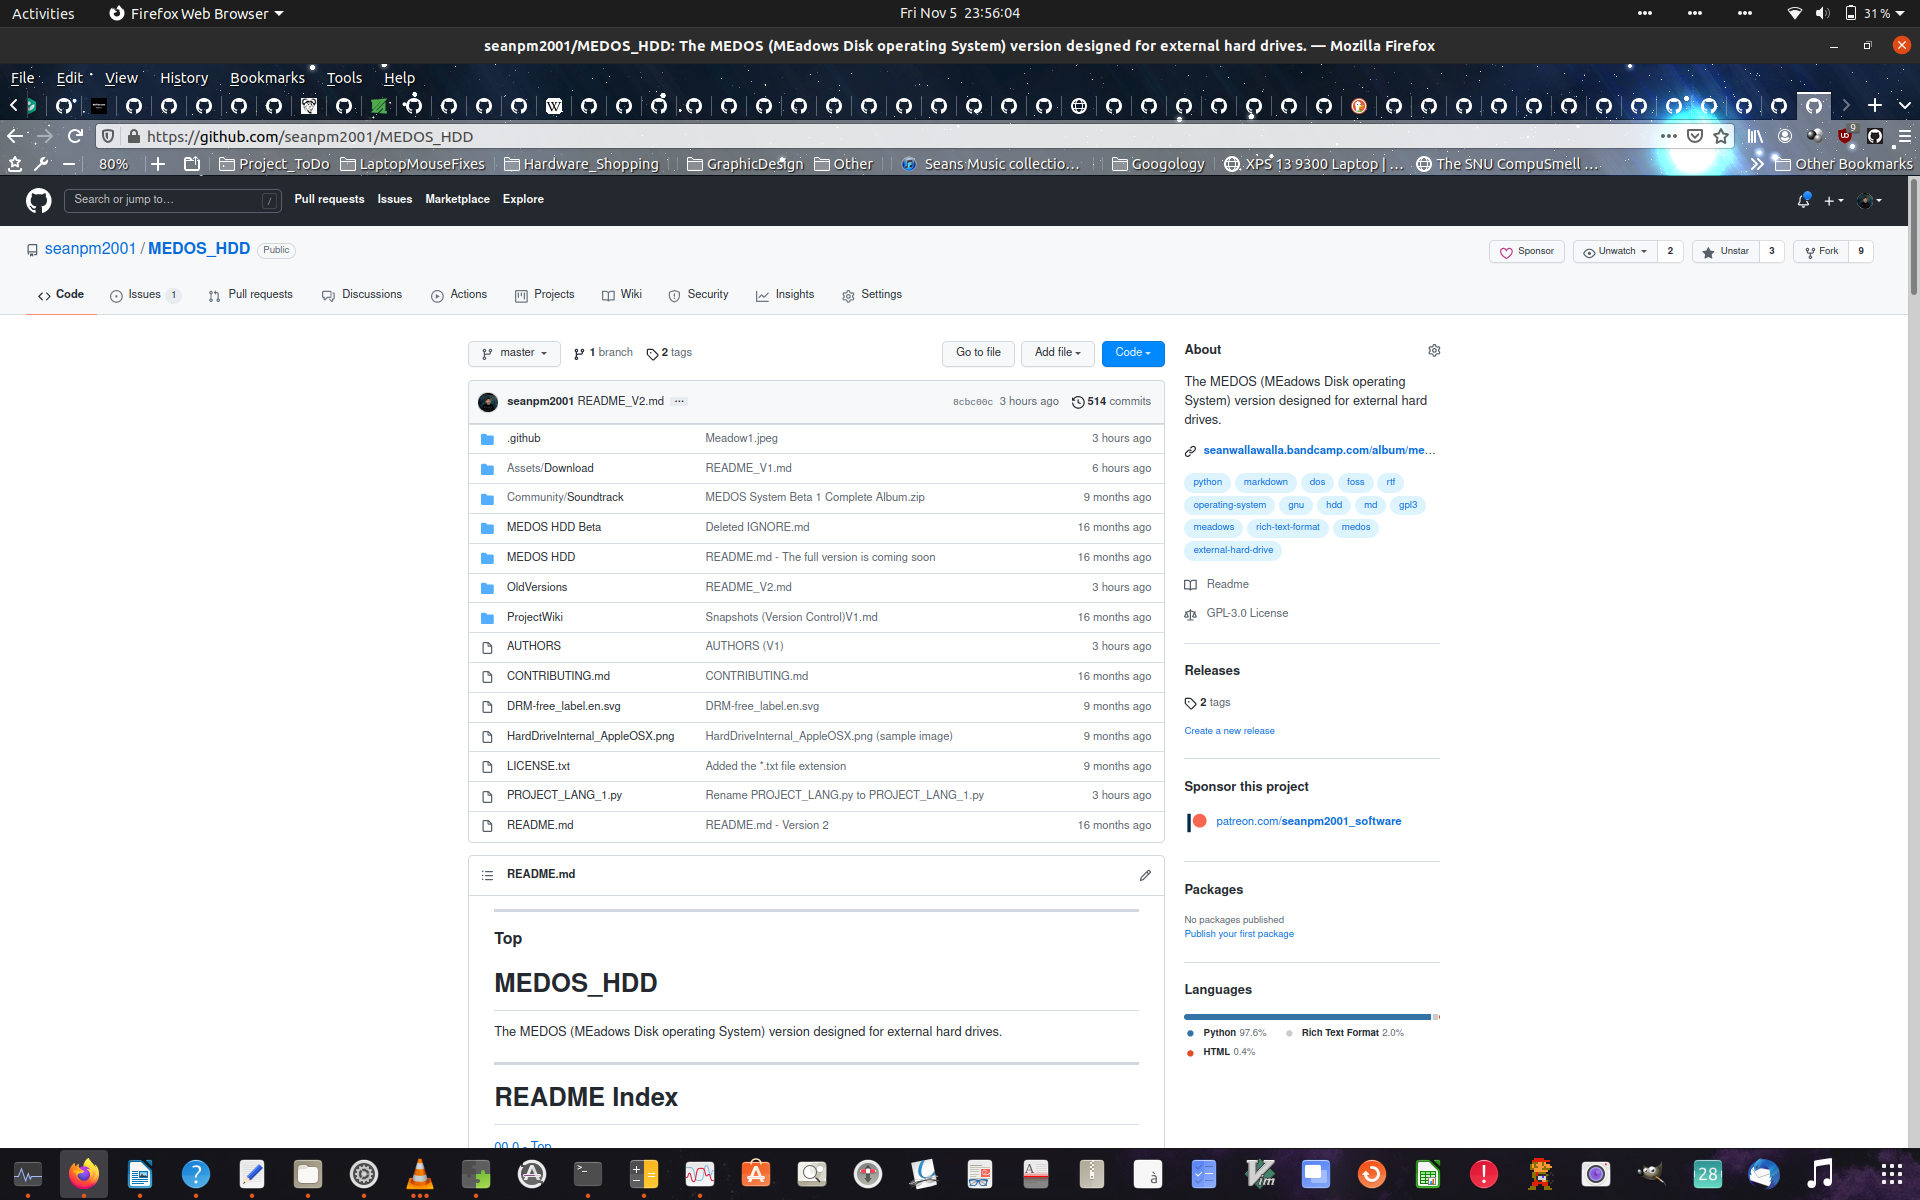 Activities Firefox Web Browser Fri Nov 5 23:56:04 31 %
seanpm2001/MEDOS_HDD: The MEDOS (MEadows Disk operating System) version designed for external hard drives. — Mozilla Firefox
File Edit View History Bookmarks Tools Help
https://github.com/seanpm2001/MEDOS_HDD 9
80% Project_ToDo LaptopMouseFixes Hardware_Shopping GraphicDesign Other Seans Music collectio… Googology XPS 13 9300 Laptop | … The SNU CompuSmell … Other Bookmarks
Search or jump to… / Pull requests Issues Marketplace Explore
seanpm2001 / MEDOS_HDD Public Sponsor Unwatch 2 Unstar 3 Fork 9
Code Issues 1 Pull requests Discussions Actions Projects Wiki Security Insights Settings
master 1 branch 2 tags Go to file Add file Code
seanpm2001 README_V2.md ··· 8cbc00c 3 hours ago 514 commits
.github Meadow1.jpeg 3 hours ago
Assets/Download README_V1.md 6 hours ago
Community/Soundtrack MEDOS System Beta 1 Complete Album.zip 9 months ago
MEDOS HDD Beta Deleted IGNORE.md 16 months ago
MEDOS HDD README.md - The full version is coming soon 16 months ago
OldVersions README_V2.md 3 hours ago
ProjectWiki Snapshots (Version Control)V1.md 16 months ago
AUTHORS AUTHORS (V1) 3 hours ago
CONTRIBUTING.md CONTRIBUTING.md 16 months ago
DRM-free_label.en.svg DRM-free_label.en.svg 9 months ago
HardDriveInternal_AppleOSX.png HardDriveInternal_AppleOSX.png (sample image) 9 months ago
LICENSE.txt Added the *.txt file extension 9 months ago
PROJECT_LANG_1.py Rename PROJECT_LANG.py to PROJECT_LANG_1.py 3 hours ago
README.md README.md - Version 2 16 months ago
README.md
Top
MEDOS_HDD
The MEDOS (MEadows Disk operating System) version designed for external hard drives.
README Index
00.0 - Top
About
The MEDOS (MEadows Disk operating
System) version designed for external hard
drives.
seanwallawalla.bandcamp.com/album/me…
python markdown dos foss rtf
operating-system gnu hdd md gpl3
meadows rich-text-format medos
external-hard-drive
Readme
GPL-3.0 License
Releases
2 tags
Create a new release
Sponsor this project
patreon.com/seanpm2001_software
Packages
No packages published
Publish your first package
Languages
Python 97.6% Rich Text Format 2.0%
HTML 0.4%
28